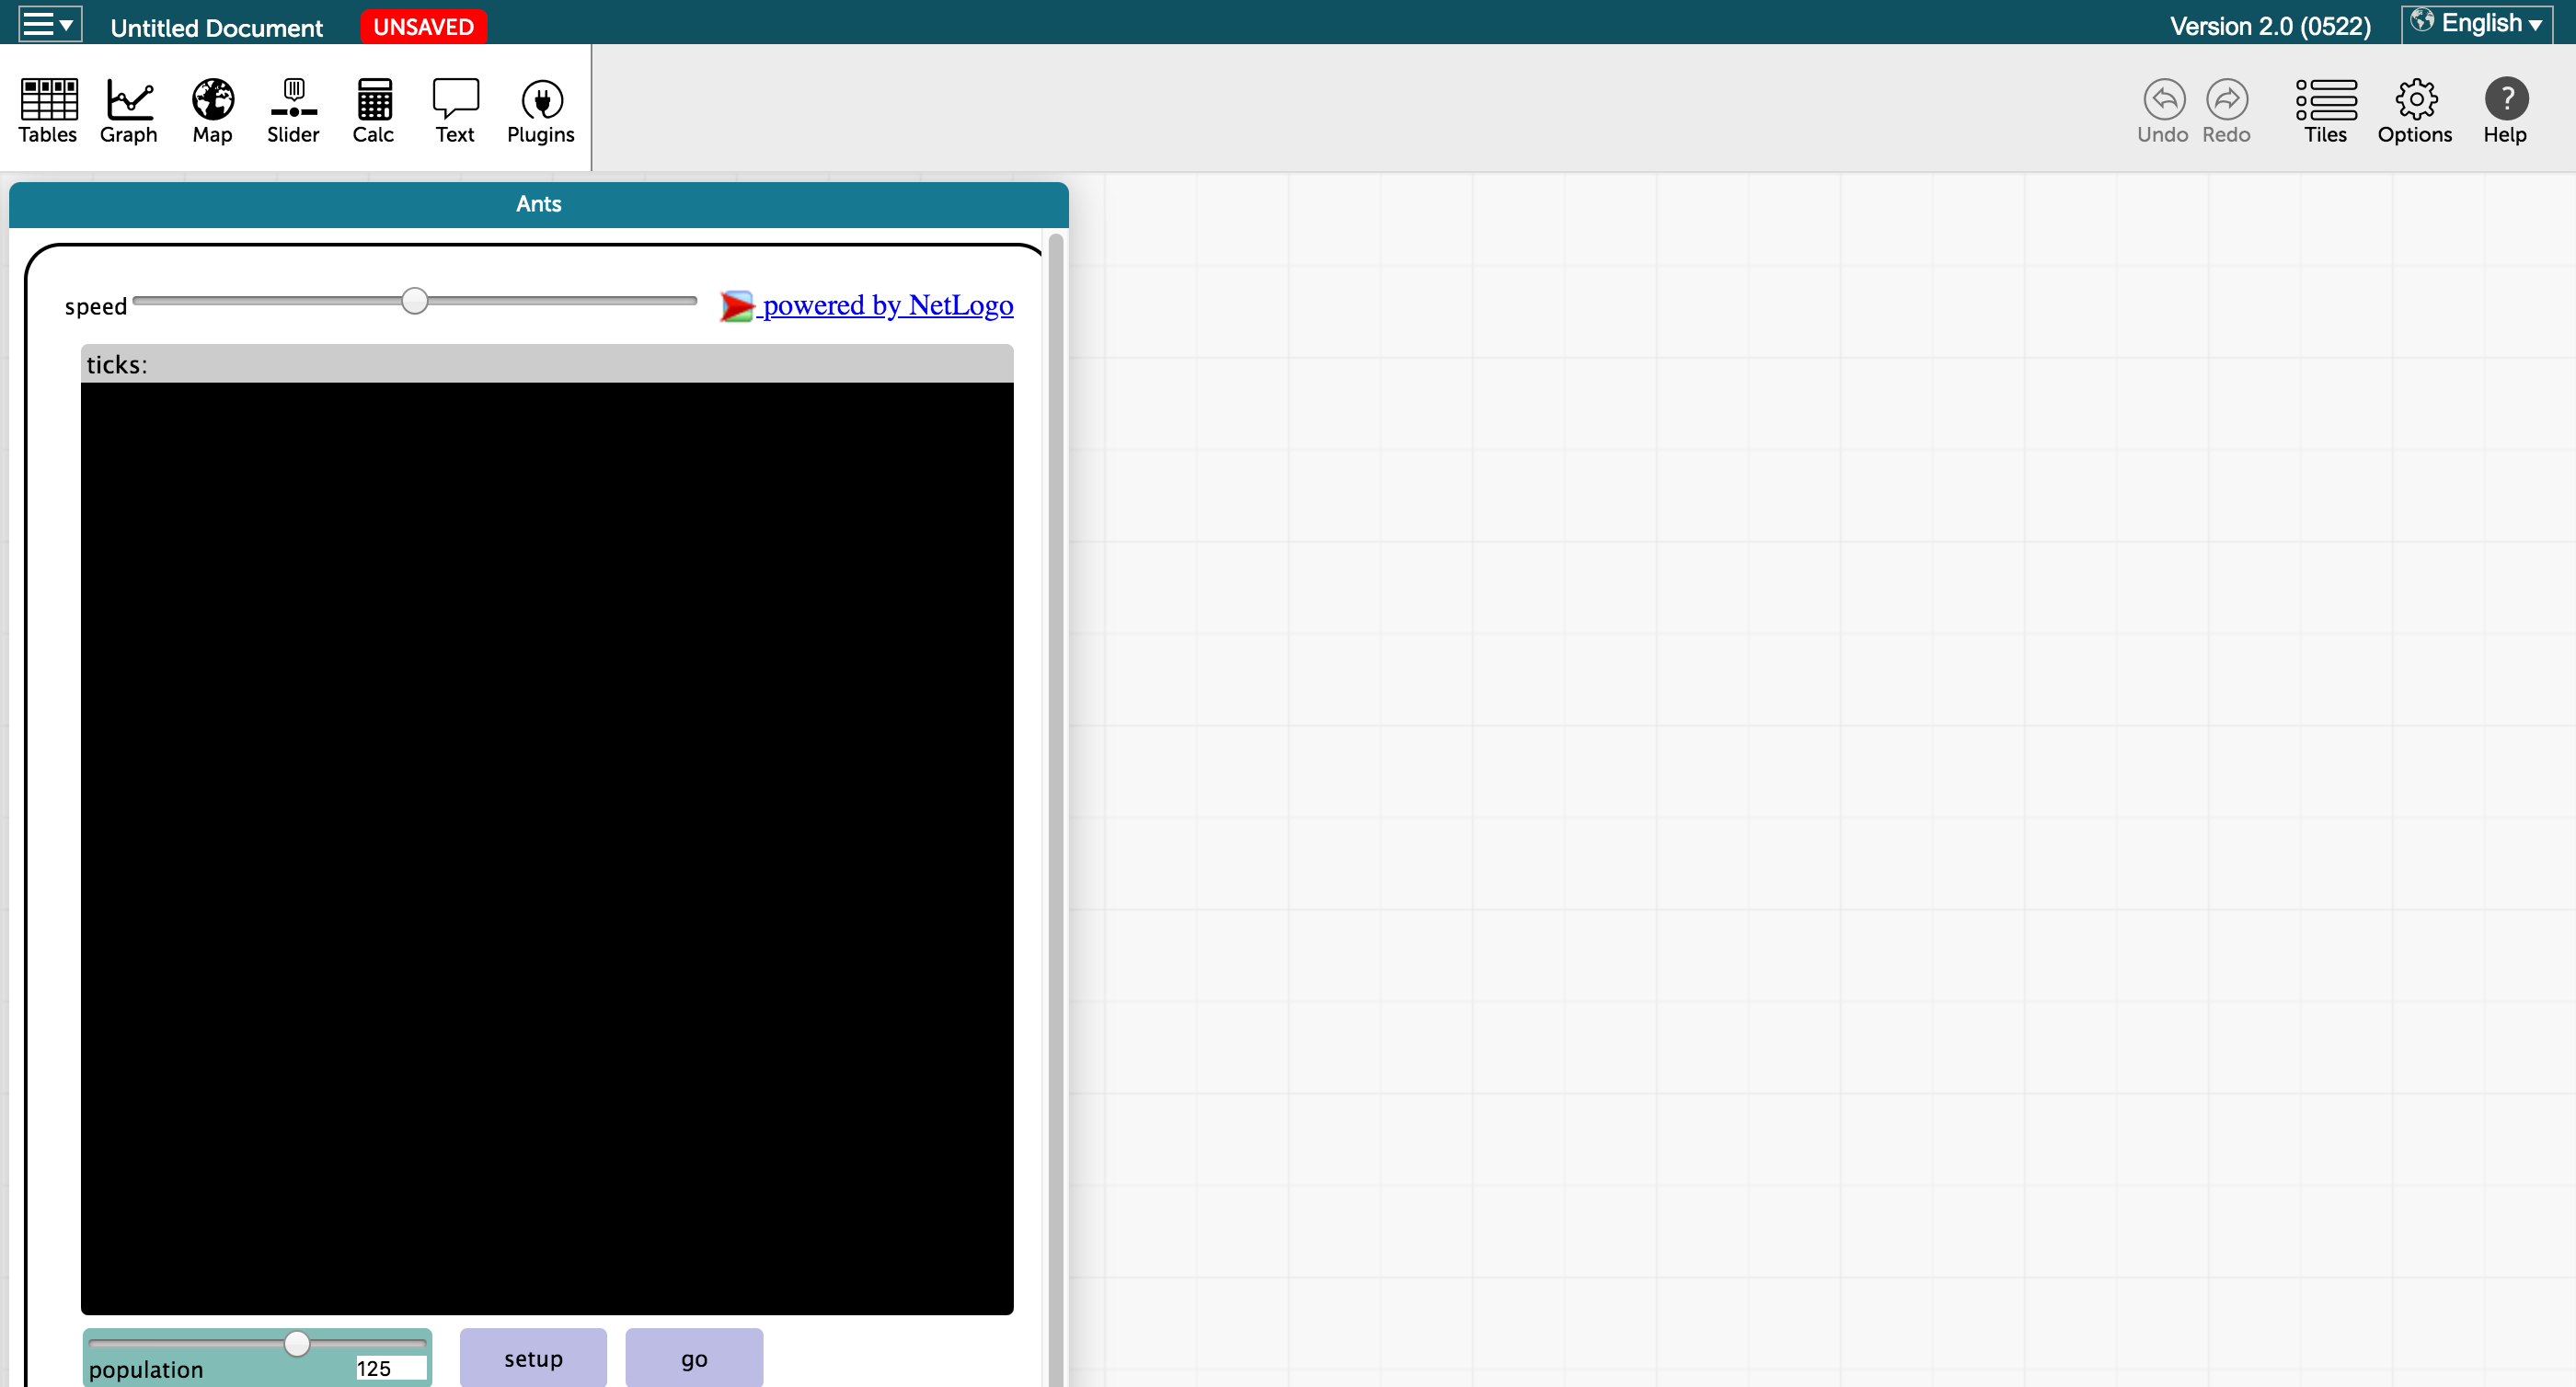 Untitled Document UNSAVED Version 2.0 (0522) English
Tables Graph Map Slider Calc Text Plugins Undo Redo Tiles Options Help
Ants
speed powered by NetLogo
ticks:
population 125 setup go